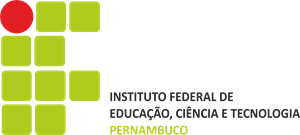 INSTITUTO FEDERAL DE
EDUCAÇÃO, CIÊNCIA E TECNOLOGIA
PERNAMBUCO